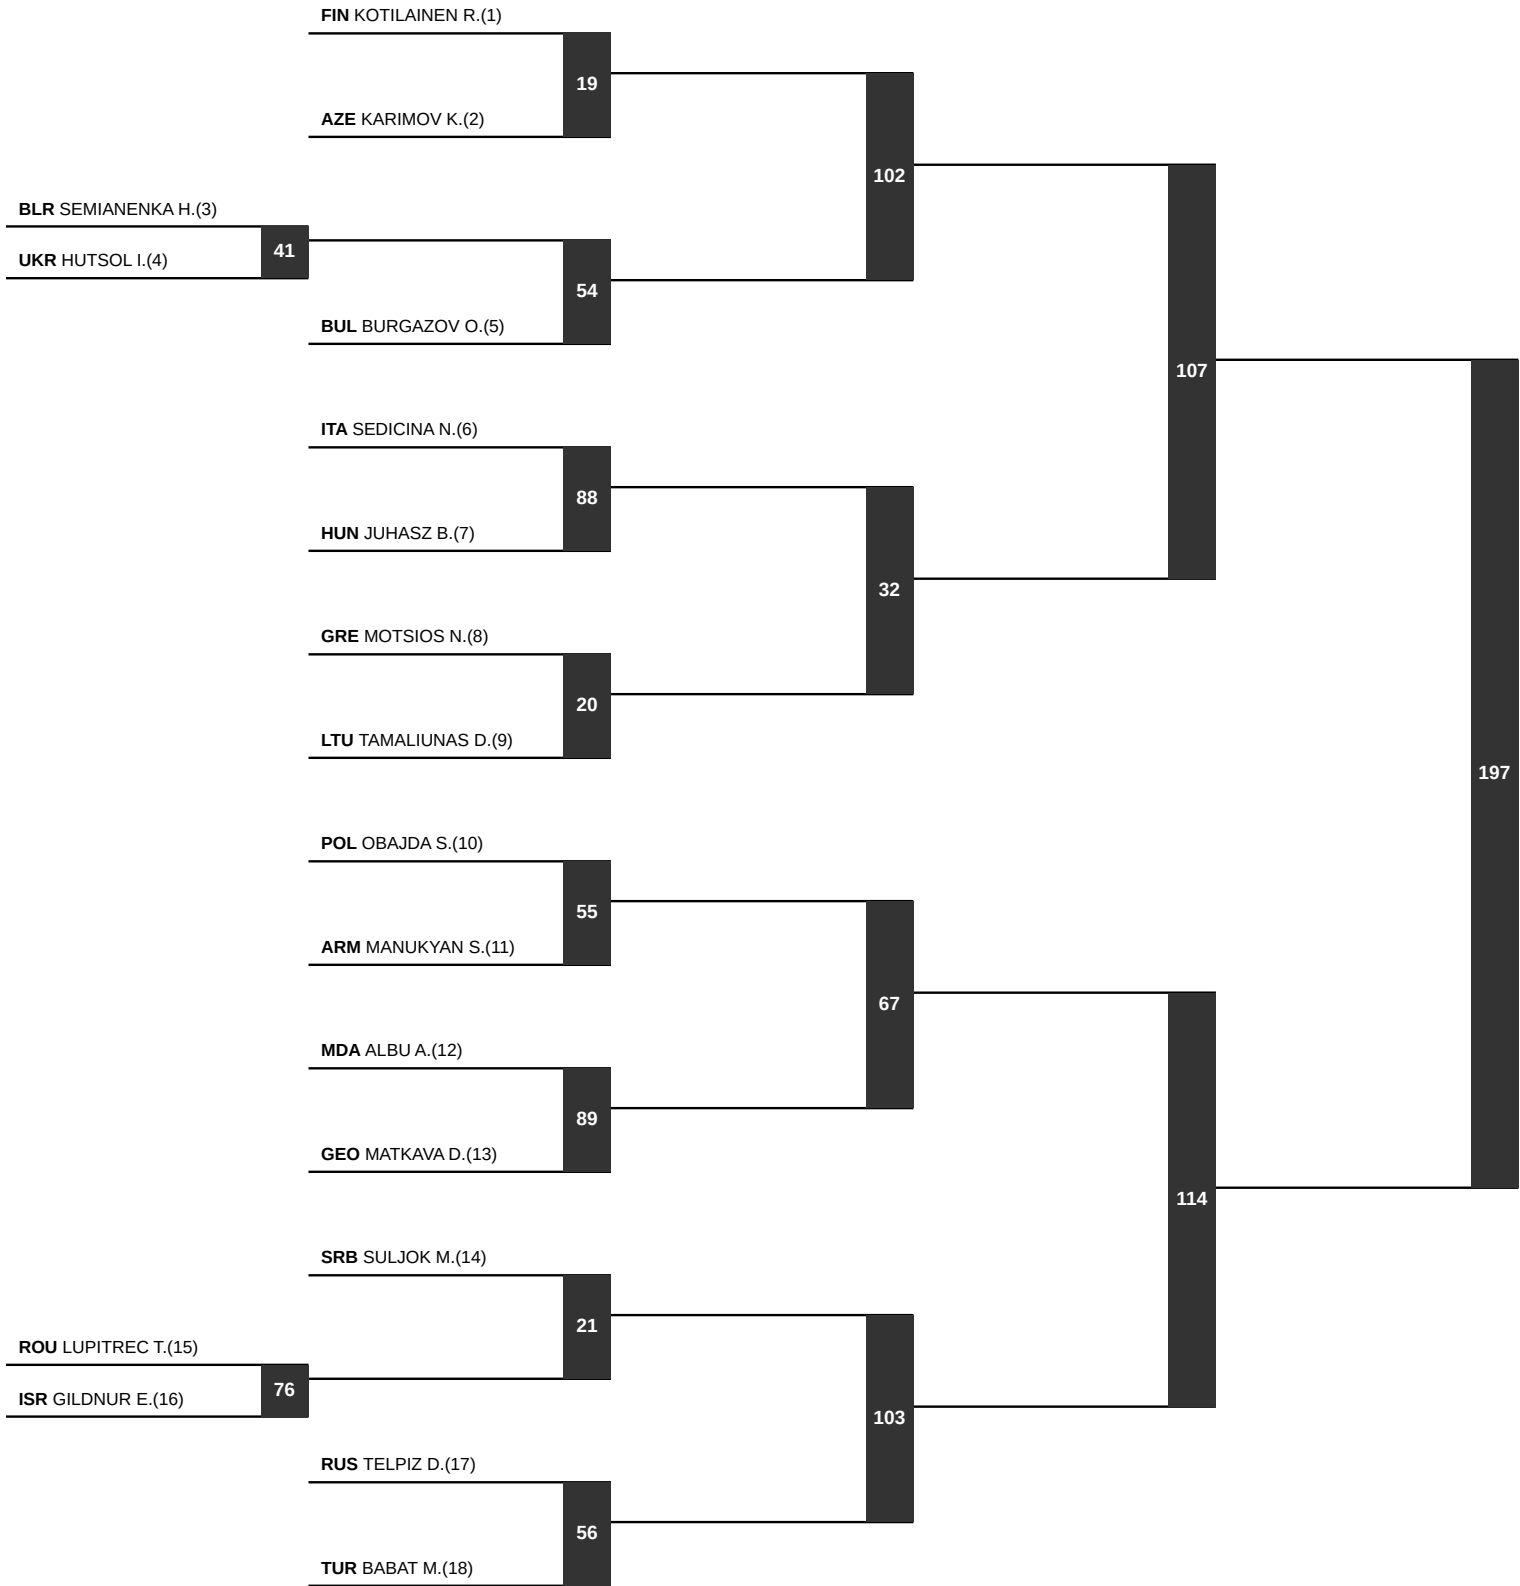 FIN KOTILAINEN R.(1)
19
AZE KARIMOV K.(2)
102
BLR SEMIANENKA H.(3)
41
UKR HUTSOL I.(4)
54
BUL BURGAZOV O.(5)
107
ITA SEDICINA N.(6)
88
HUN JUHASZ B.(7)
32
GRE MOTSIOS N.(8)
20
LTU TAMALIUNAS D.(9)
197
POL OBAJDA S.(10)
55
ARM MANUKYAN S.(11)
67
MDA ALBU A.(12)
89
GEO MATKAVA D.(13)
114
SRB SULJOK M.(14)
21
ROU LUPITREC T.(15)
76
ISR GILDNUR E.(16)
103
RUS TELPIZ D.(17)
56
TUR BABAT M.(18)